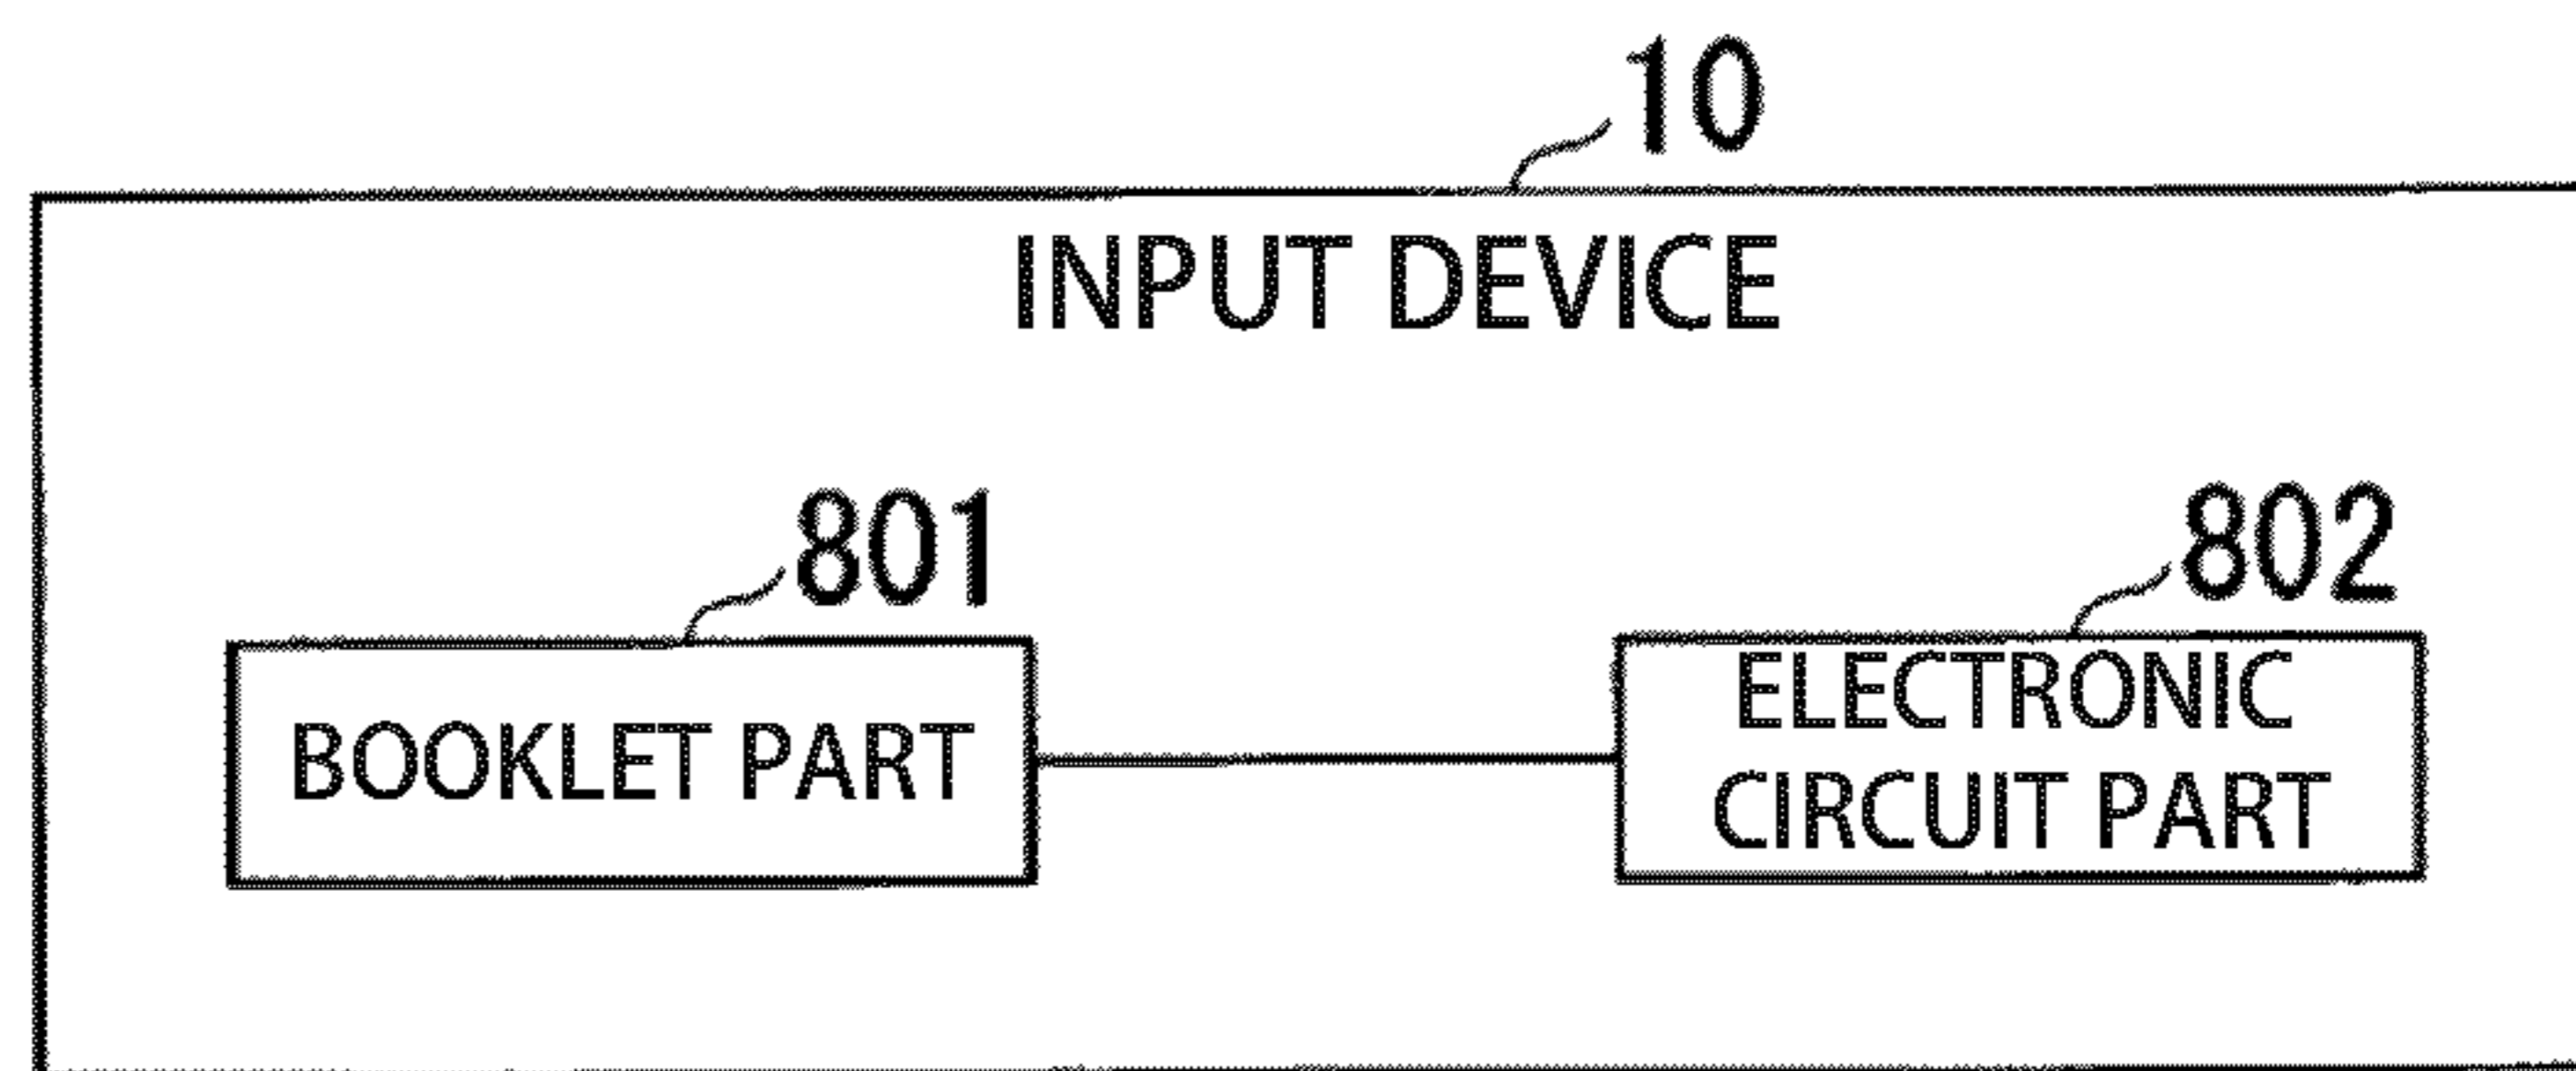 10
INPUT DEVICE
801
802
BOOKLET PART
ELECTRONIC
CIRCUIT PART